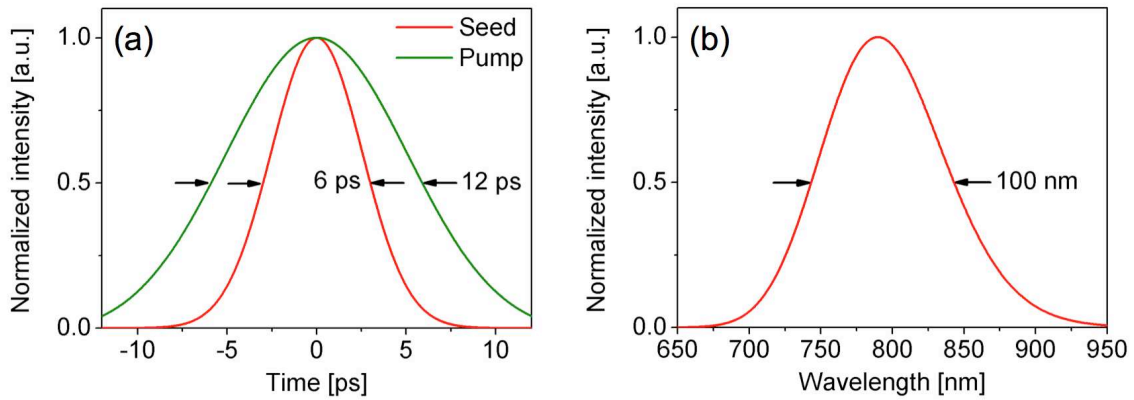 (a)
Seed
Pump
Normalized intensity [a.u.]
1.0
0.5
0.0
6 ps
12 ps
-10
-5
0
5
10
Time [ps]
(b)
Normalized intensity [a.u.]
1.0
0.5
0.0
100 nm
650
700
750
800
850
900
950
Wavelength [nm]